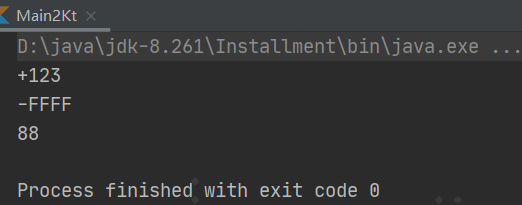 Main2Kt
D:\java\jdk-8.261\Installment\bin\java.exe ...
+123
-FFFF
88
Process finished with exit code 0